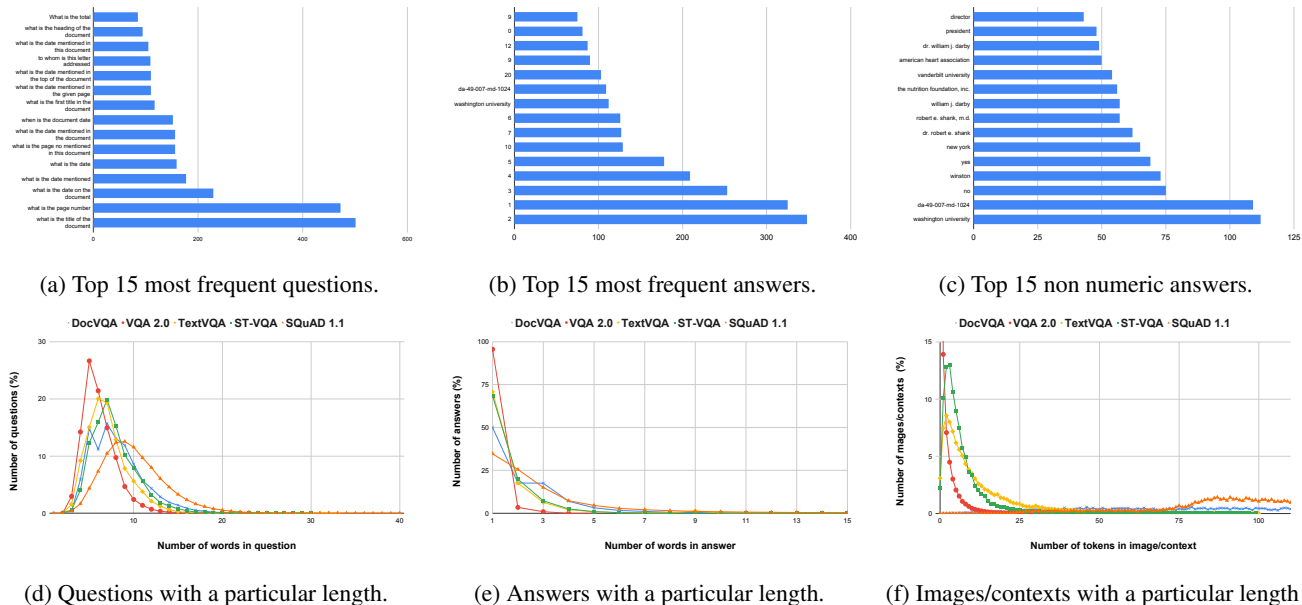 What is the total
what is the heading of the
document
what is the date mentioned in
this document
to whom is this letter
addressed
what is the date mentioned in
the top of the document
what is the date mentioned in
the given page
what is the first title in the
document
when is the document date
what is the date mentioned in
the document
what is the page no mentioned
in this document
what is the date
what is the date mentioned
what is the date on the
document
what is the page number
what is the title of the
document
0 200 400 600
(a) Top 15 most frequent questions.
9
0
12
9
20
da-49-007-md-1024
washington university
6
7
10
5
4
3
1
2
0 100 200 300 400
(b) Top 15 most frequent answers.
director
president
dr. william j. darby
american heart association
vanderbilt university
the nutrition foundation, inc.
william j. darby
robert e. shank, m.d.
dr. robert e. shank
new york
yes
winston
no
da-49-007-md-1024
washington university
0 25 50 75 100 125
(c) Top 15 non numeric answers.
DocVQA VQA 2.0 TextVQA ST-VQA SQuAD 1.1
Number of questions (%)
30
20
10
0
10 20 30 40
Number of words in question
(d) Questions with a particular length.
DocVQA VQA 2.0 TextVQA ST-VQA SQuAD 1.1
Number of answers (%)
100
75
50
25
0
1 3 5 7 9 11 13 15
Number of words in answer
(e) Answers with a particular length.
DocVQA VQA 2.0 TextVQA ST-VQA SQuAD 1.1
Number of mages/contexts (%)
15
10
5
0
0 25 50 75 100
Number of tokens in image/context
(f) Images/contexts with a particular length